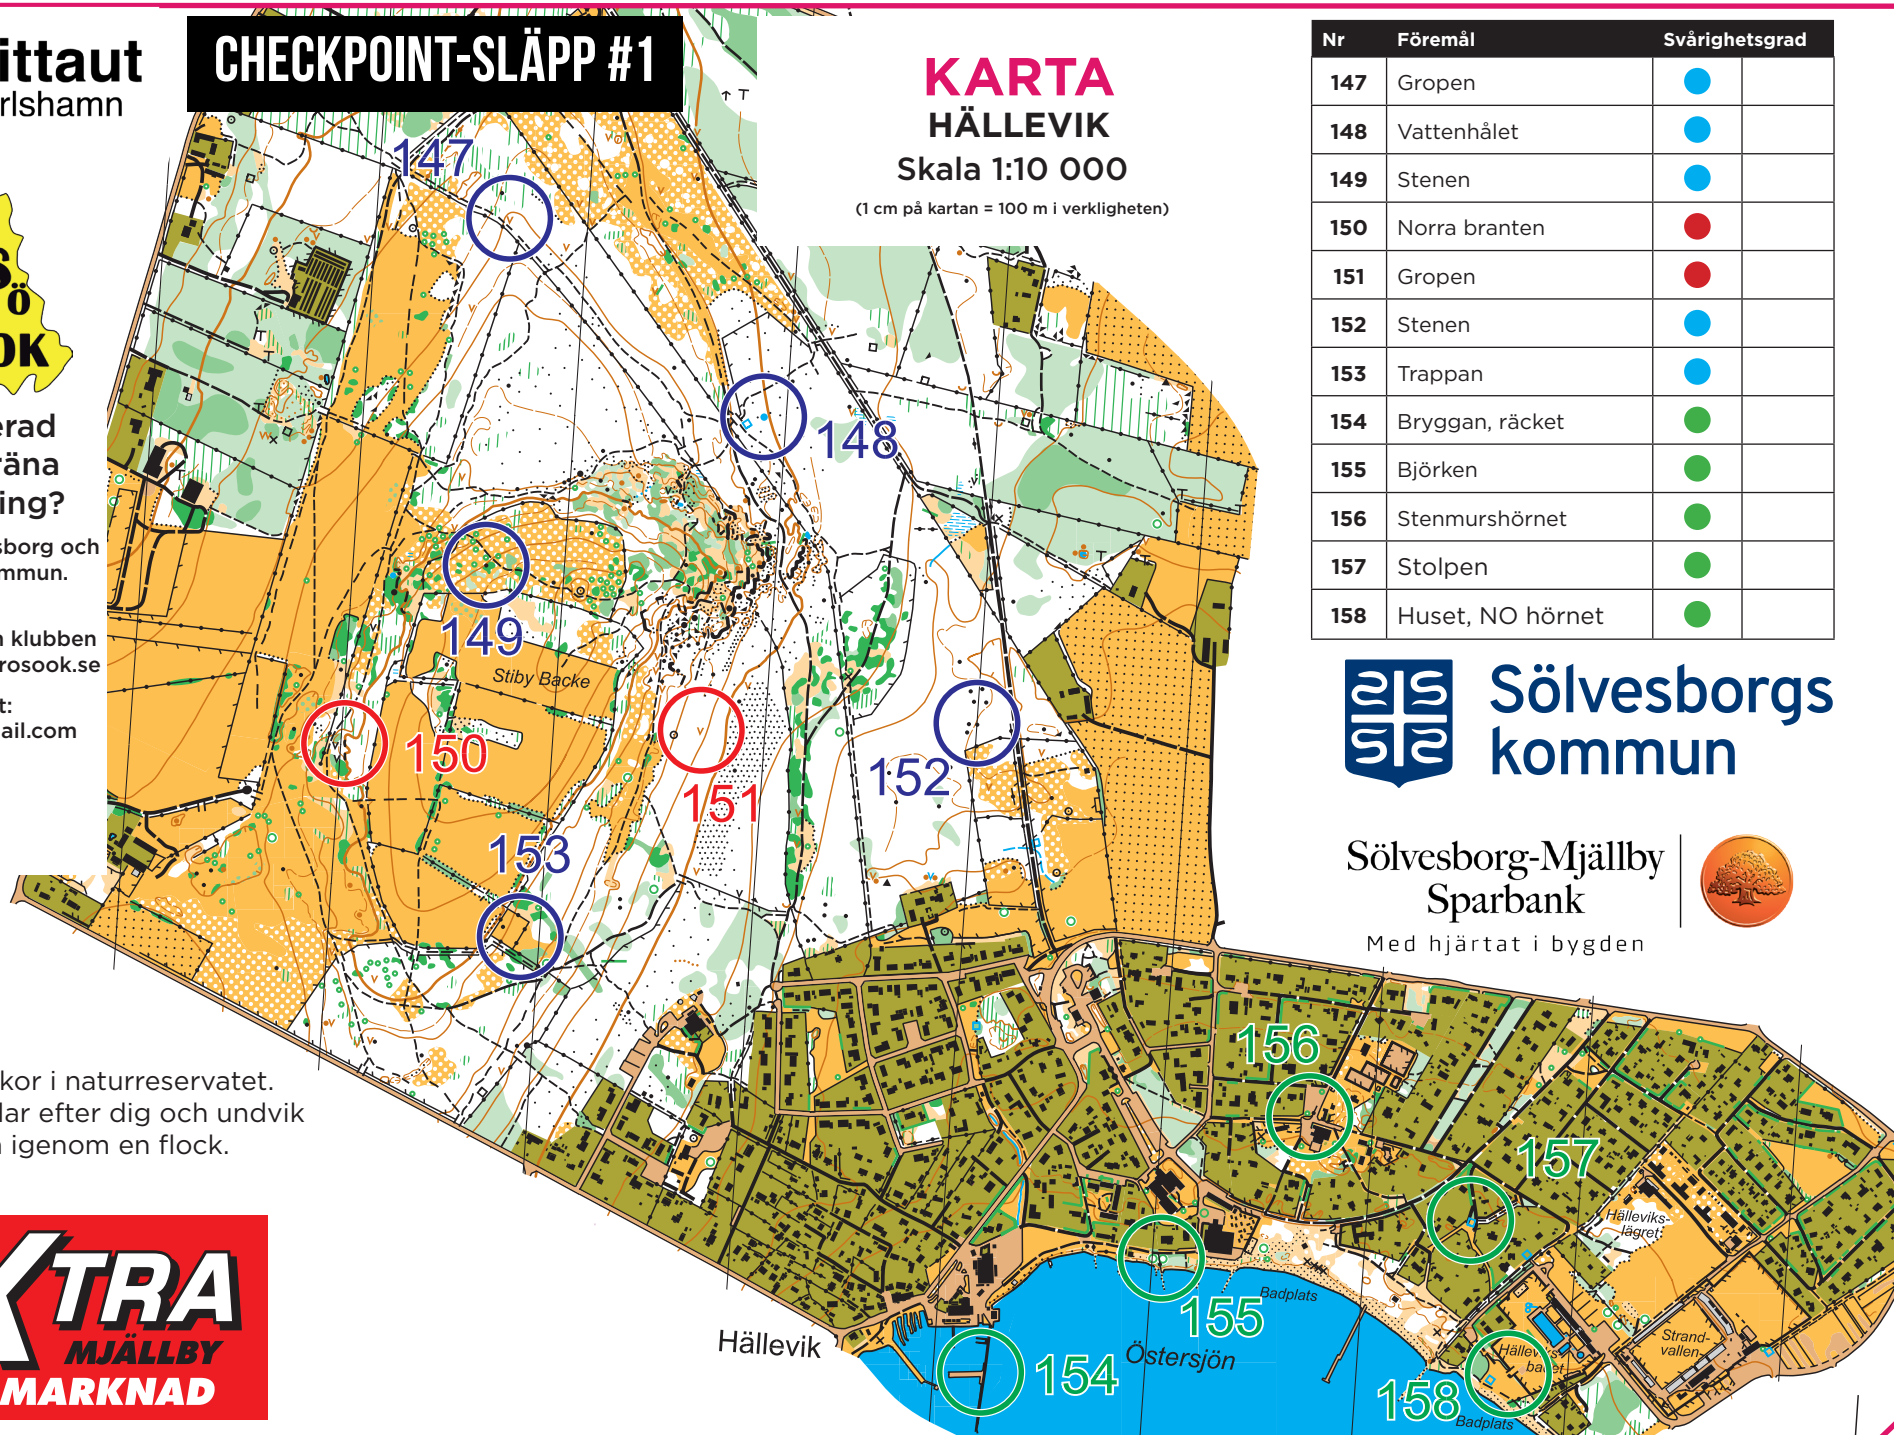 ittaut
rlshamn
CHECKPOINT-SLÄPP #1
KARTA
HÄLLEVIK
Skala 1:10 000
(1 cm på kartan = 100 m i verkligheten)
Nr Föremål Svårighetsgrad
147 Gropen
148 Vattenhålet
149 Stenen
150 Norra branten
151 Gropen
152 Stenen
153 Trappan
154 Bryggan, räcket
155 Björken
156 Stenmurshörnet
157 Stolpen
158 Huset, NO hörnet
S
Ö
OK
erad
räna
ing?
sborg och
mmun.
n klubben
rosook.se
t:
ail.com
147
148
149
Stiby Backe
150
151
152
153
Sölvesborgs
kommun
Sölvesborg-Mjällby
Sparbank
Med hjärtat i bygden
kor i naturreservatet.
lar efter dig och undvik
igenom en flock.
XTRA
MJÄLLBY
MARKNAD
156
157
Hälleviks-
lägret
155
Badplats
Hällevik
Östersjön
154
Strand-
vallen
Hälleviks-
badet
158
Badplats